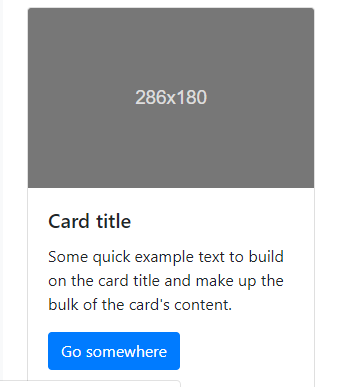 286x180
Card title
Some quick example text to build
on the card title and make up the
bulk of the card's content.
Go somewhere